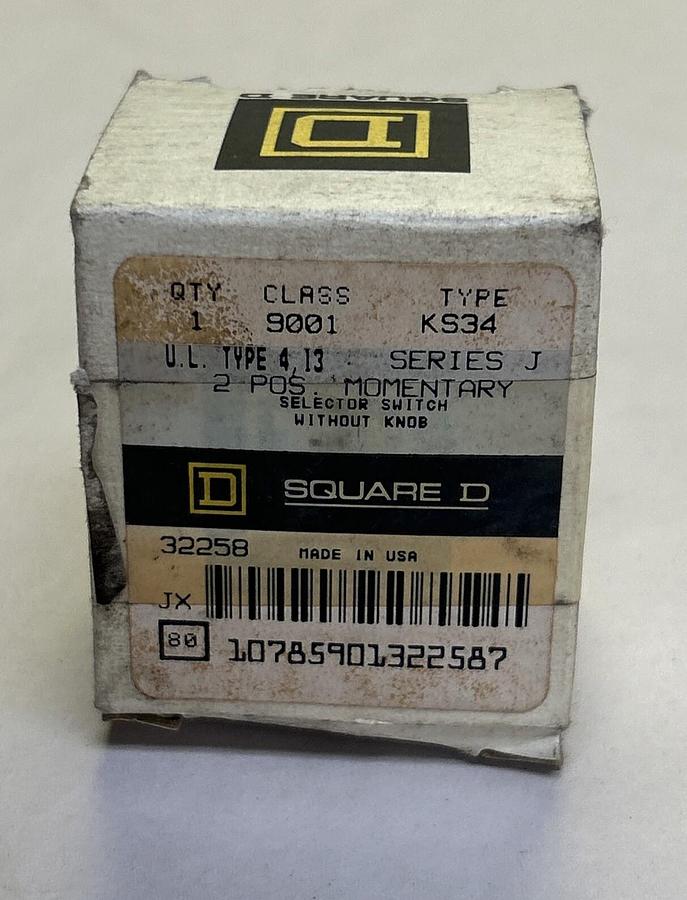 SQUARE D
D
QTY CLASS TYPE
1 9001 KS34
U.L. TYPE 4,13 SERIES J
2 POS. MOMENTARY
SELECTOR SWITCH
WITHOUT KNOB
D SQUARE D
32258 MADE IN USA
JX
80 10785901322587